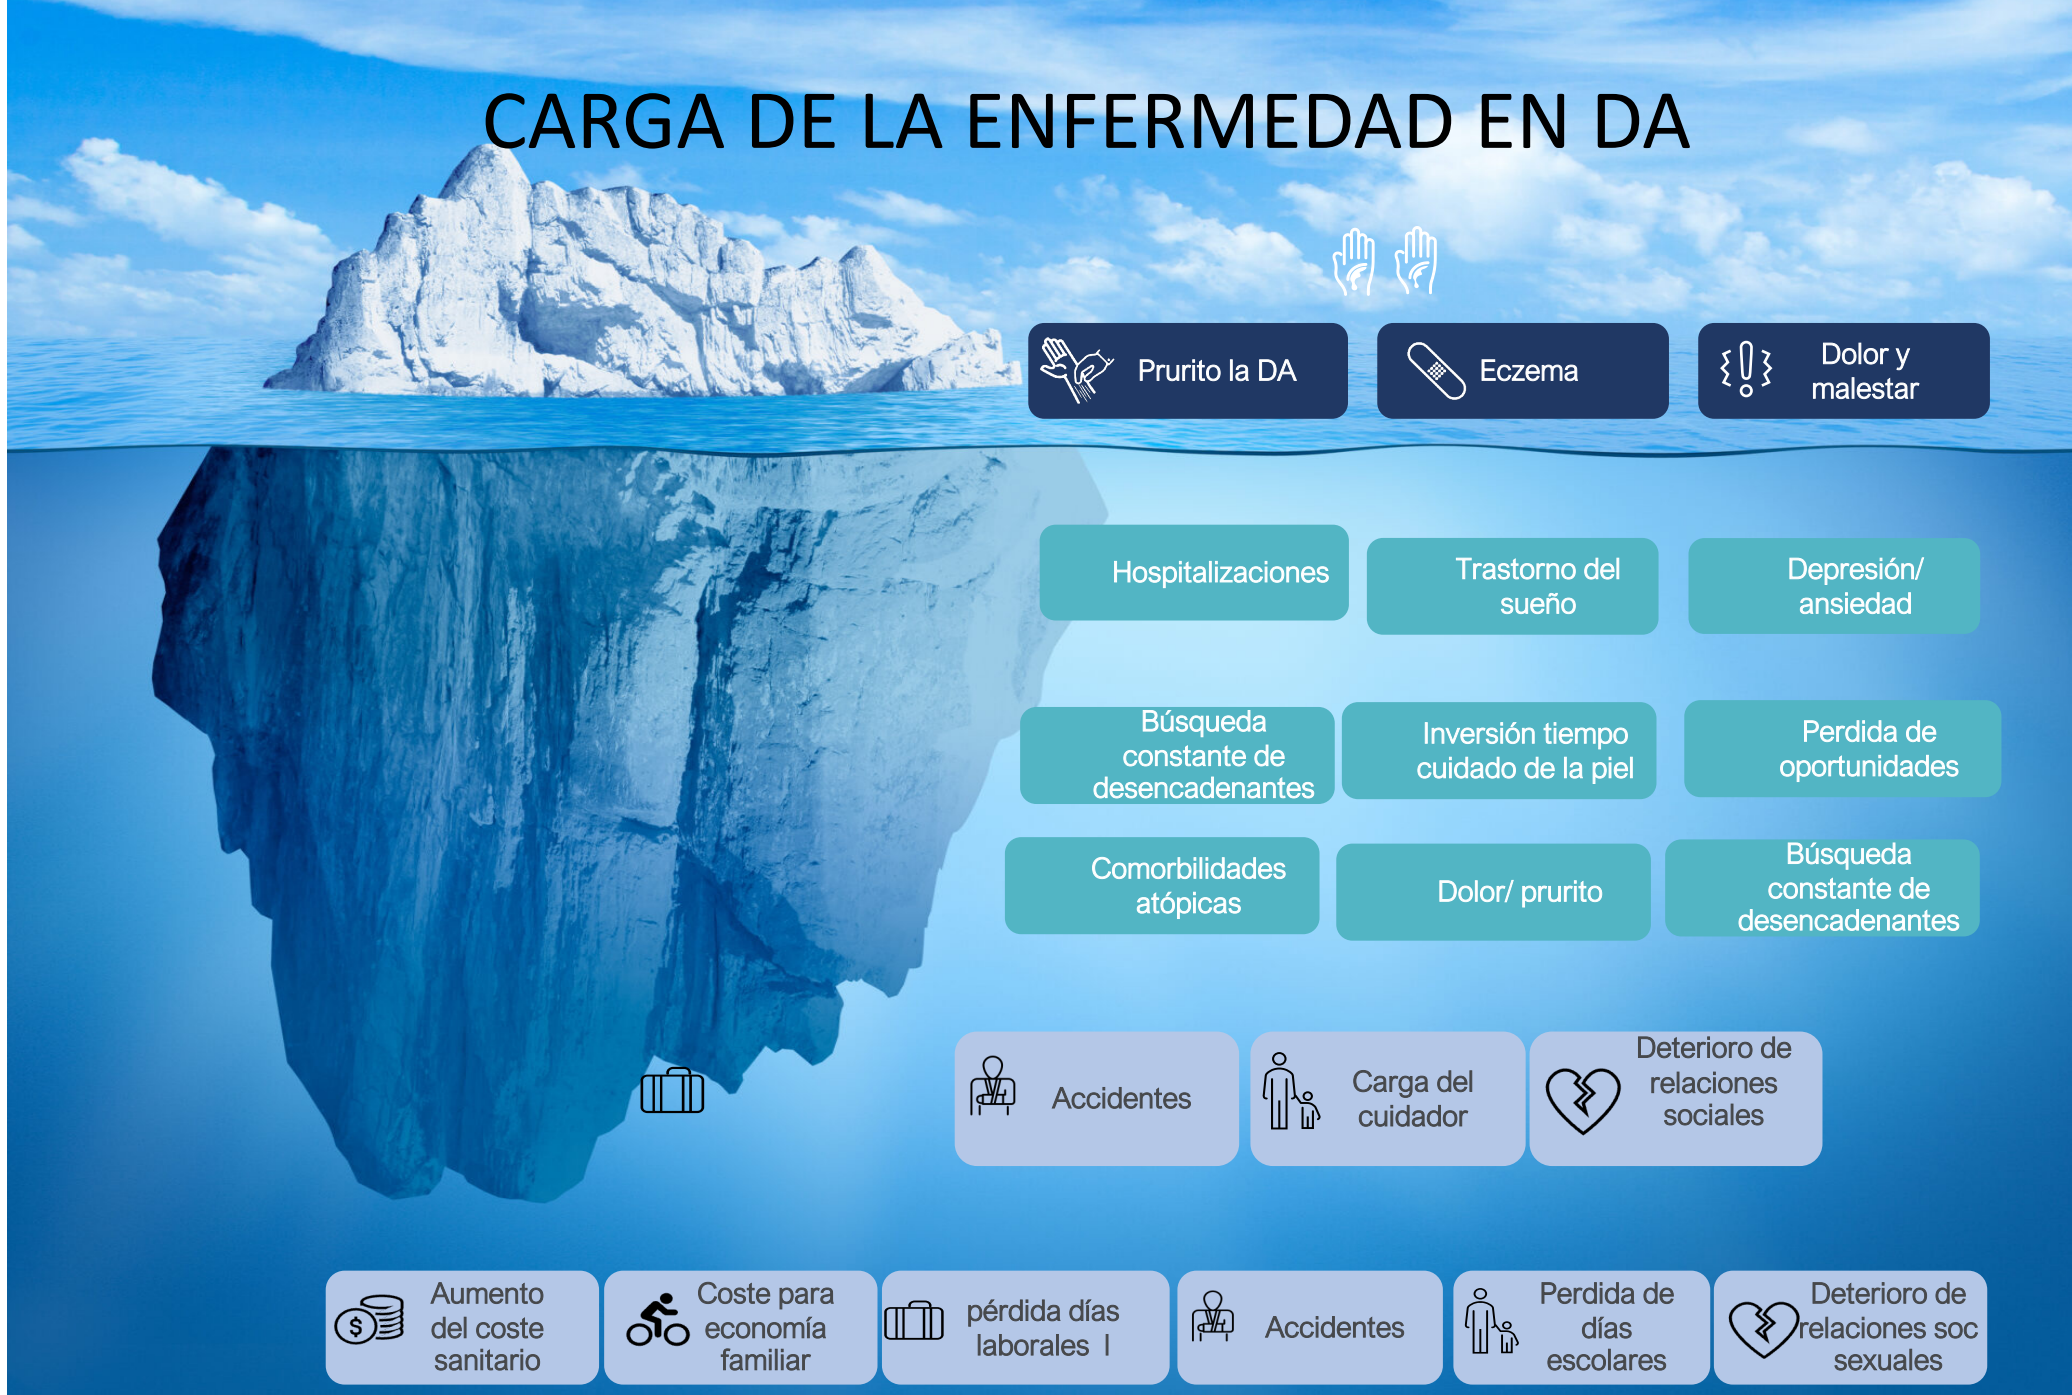 CARGA DE LA ENFERMEDAD EN DA
Prurito la DA
Eczema
Dolor y
malestar
Hospitalizaciones
Trastorno del
sueño
Depresión/
ansiedad
Búsqueda
constante de
desencadenantes
Inversión tiempo
cuidado de la piel
Perdida de
oportunidades
Comorbilidades
atópicas
Dolor/ prurito
Búsqueda
constante de
desencadenantes
Accidentes
Carga del
cuidador
Deterioro de
relaciones
sociales
Aumento
del coste
sanitario
Coste para
economía
familiar
pérdida días
laborales I
Accidentes
Perdida de
días
escolares
Deterioro de
relaciones soc
sexuales
$